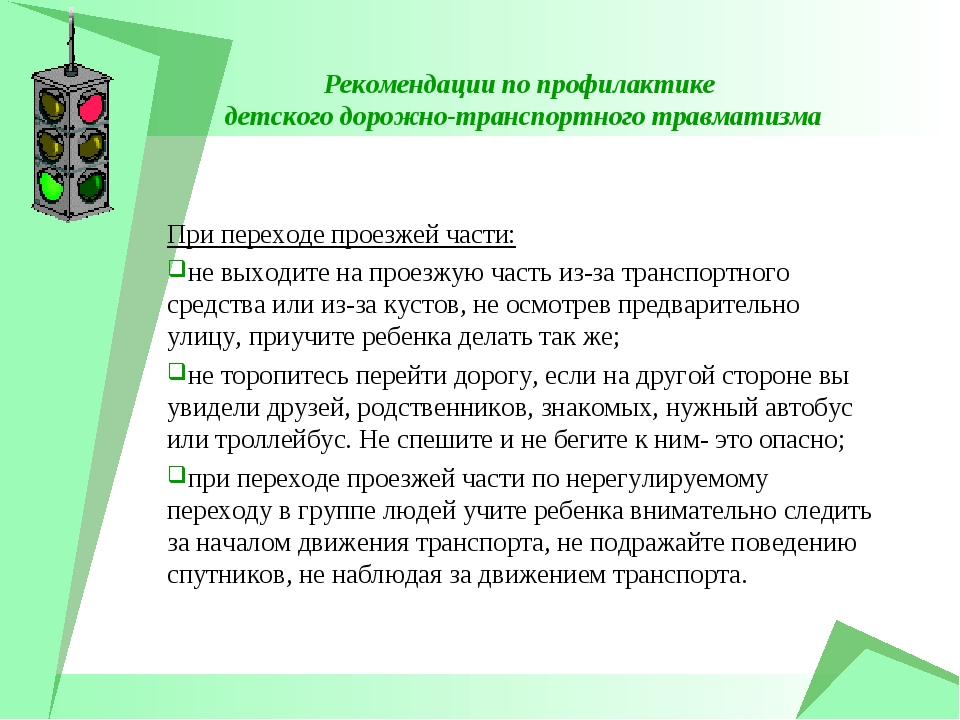 Рекомендации по профилактике
детского дорожно-транспортного травматизма
При переходе проезжей части:
не выходите на проезжую часть из-за транспортного
средства или из-за кустов, не осмотрев предварительно
улицу, приучите ребенка делать так же;
не торопитесь перейти дорогу, если на другой стороне вы
увидели друзей, родственников, знакомых, нужный автобус
или троллейбус. Не спешите и не бегите к ним- это опасно;
при переходе проезжей части по нерегулируемому
переходу в группе людей учите ребенка внимательно следить
за началом движения транспорта, не подражайте поведению
спутников, не наблюдая за движением транспорта.